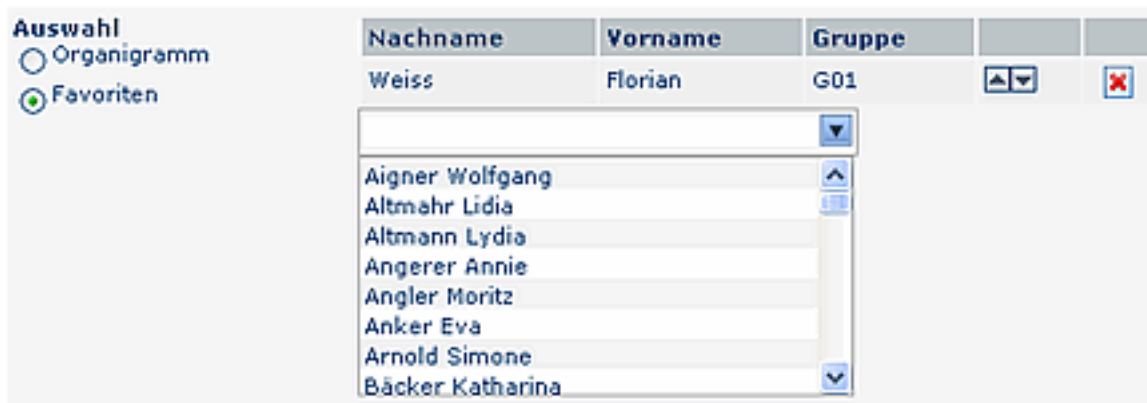 Auswahl
Organigramm
Favoriten
Nachname Vorname Gruppe
Weiss Florian G01
Aigner Wolfgang
Altmahr Lidia
Altmann Lydia
Angerer Annie
Angler Moritz
Anker Eva
Arnold Simone
Bäcker Katharina